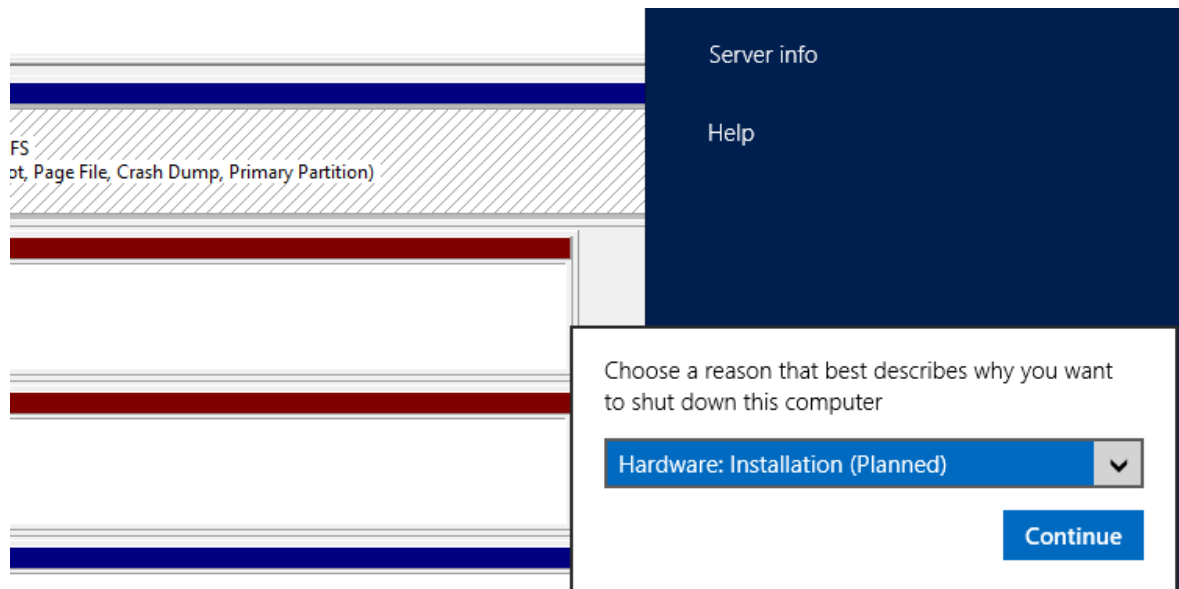 Server info
Help
FS
ot, Page File, Crash Dump, Primary Partition)
Choose a reason that best describes why you want
to shut down this computer
Hardware: Installation (Planned)
Continue